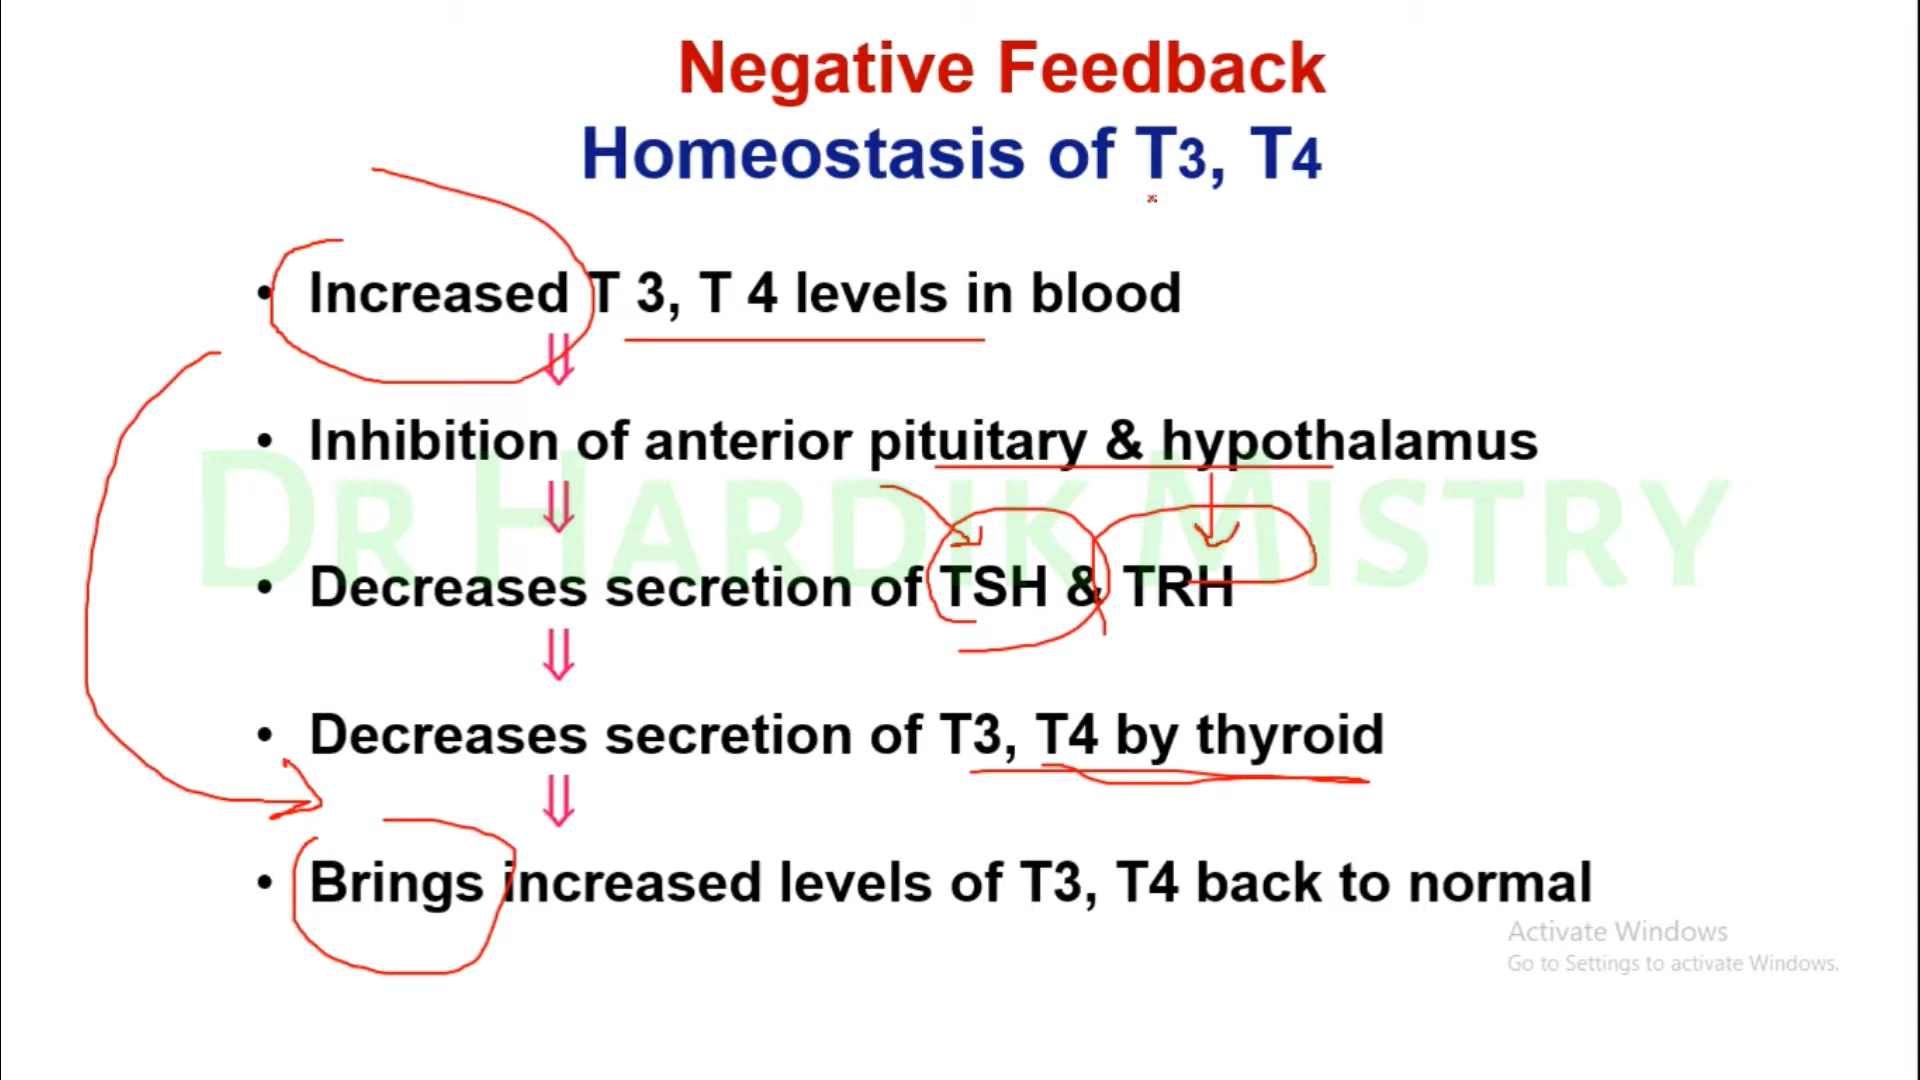 Negative Feedback
Homeostasis of T3, T4
• Increased T 3, T 4 levels in blood
⇓
• Inhibition of anterior pituitary & hypothalamus
DR HARDIK MISTRY
⇓
• Decreases secretion of TSH & TRH
⇓
• Decreases secretion of T3, T4 by thyroid
⇓
• Brings increased levels of T3, T4 back to normal
Activate Windows
Go to Settings to activate Windows.